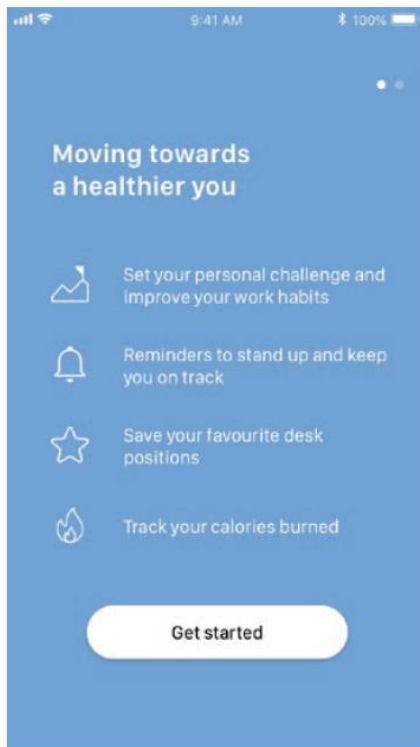 9:41 AM
100%
Moving towards
a healthier you
Set your personal challenge and
improve your work habits
Reminders to stand up and keep
you on track
Save your favourite desk
positions
Track your calories burned
Get started